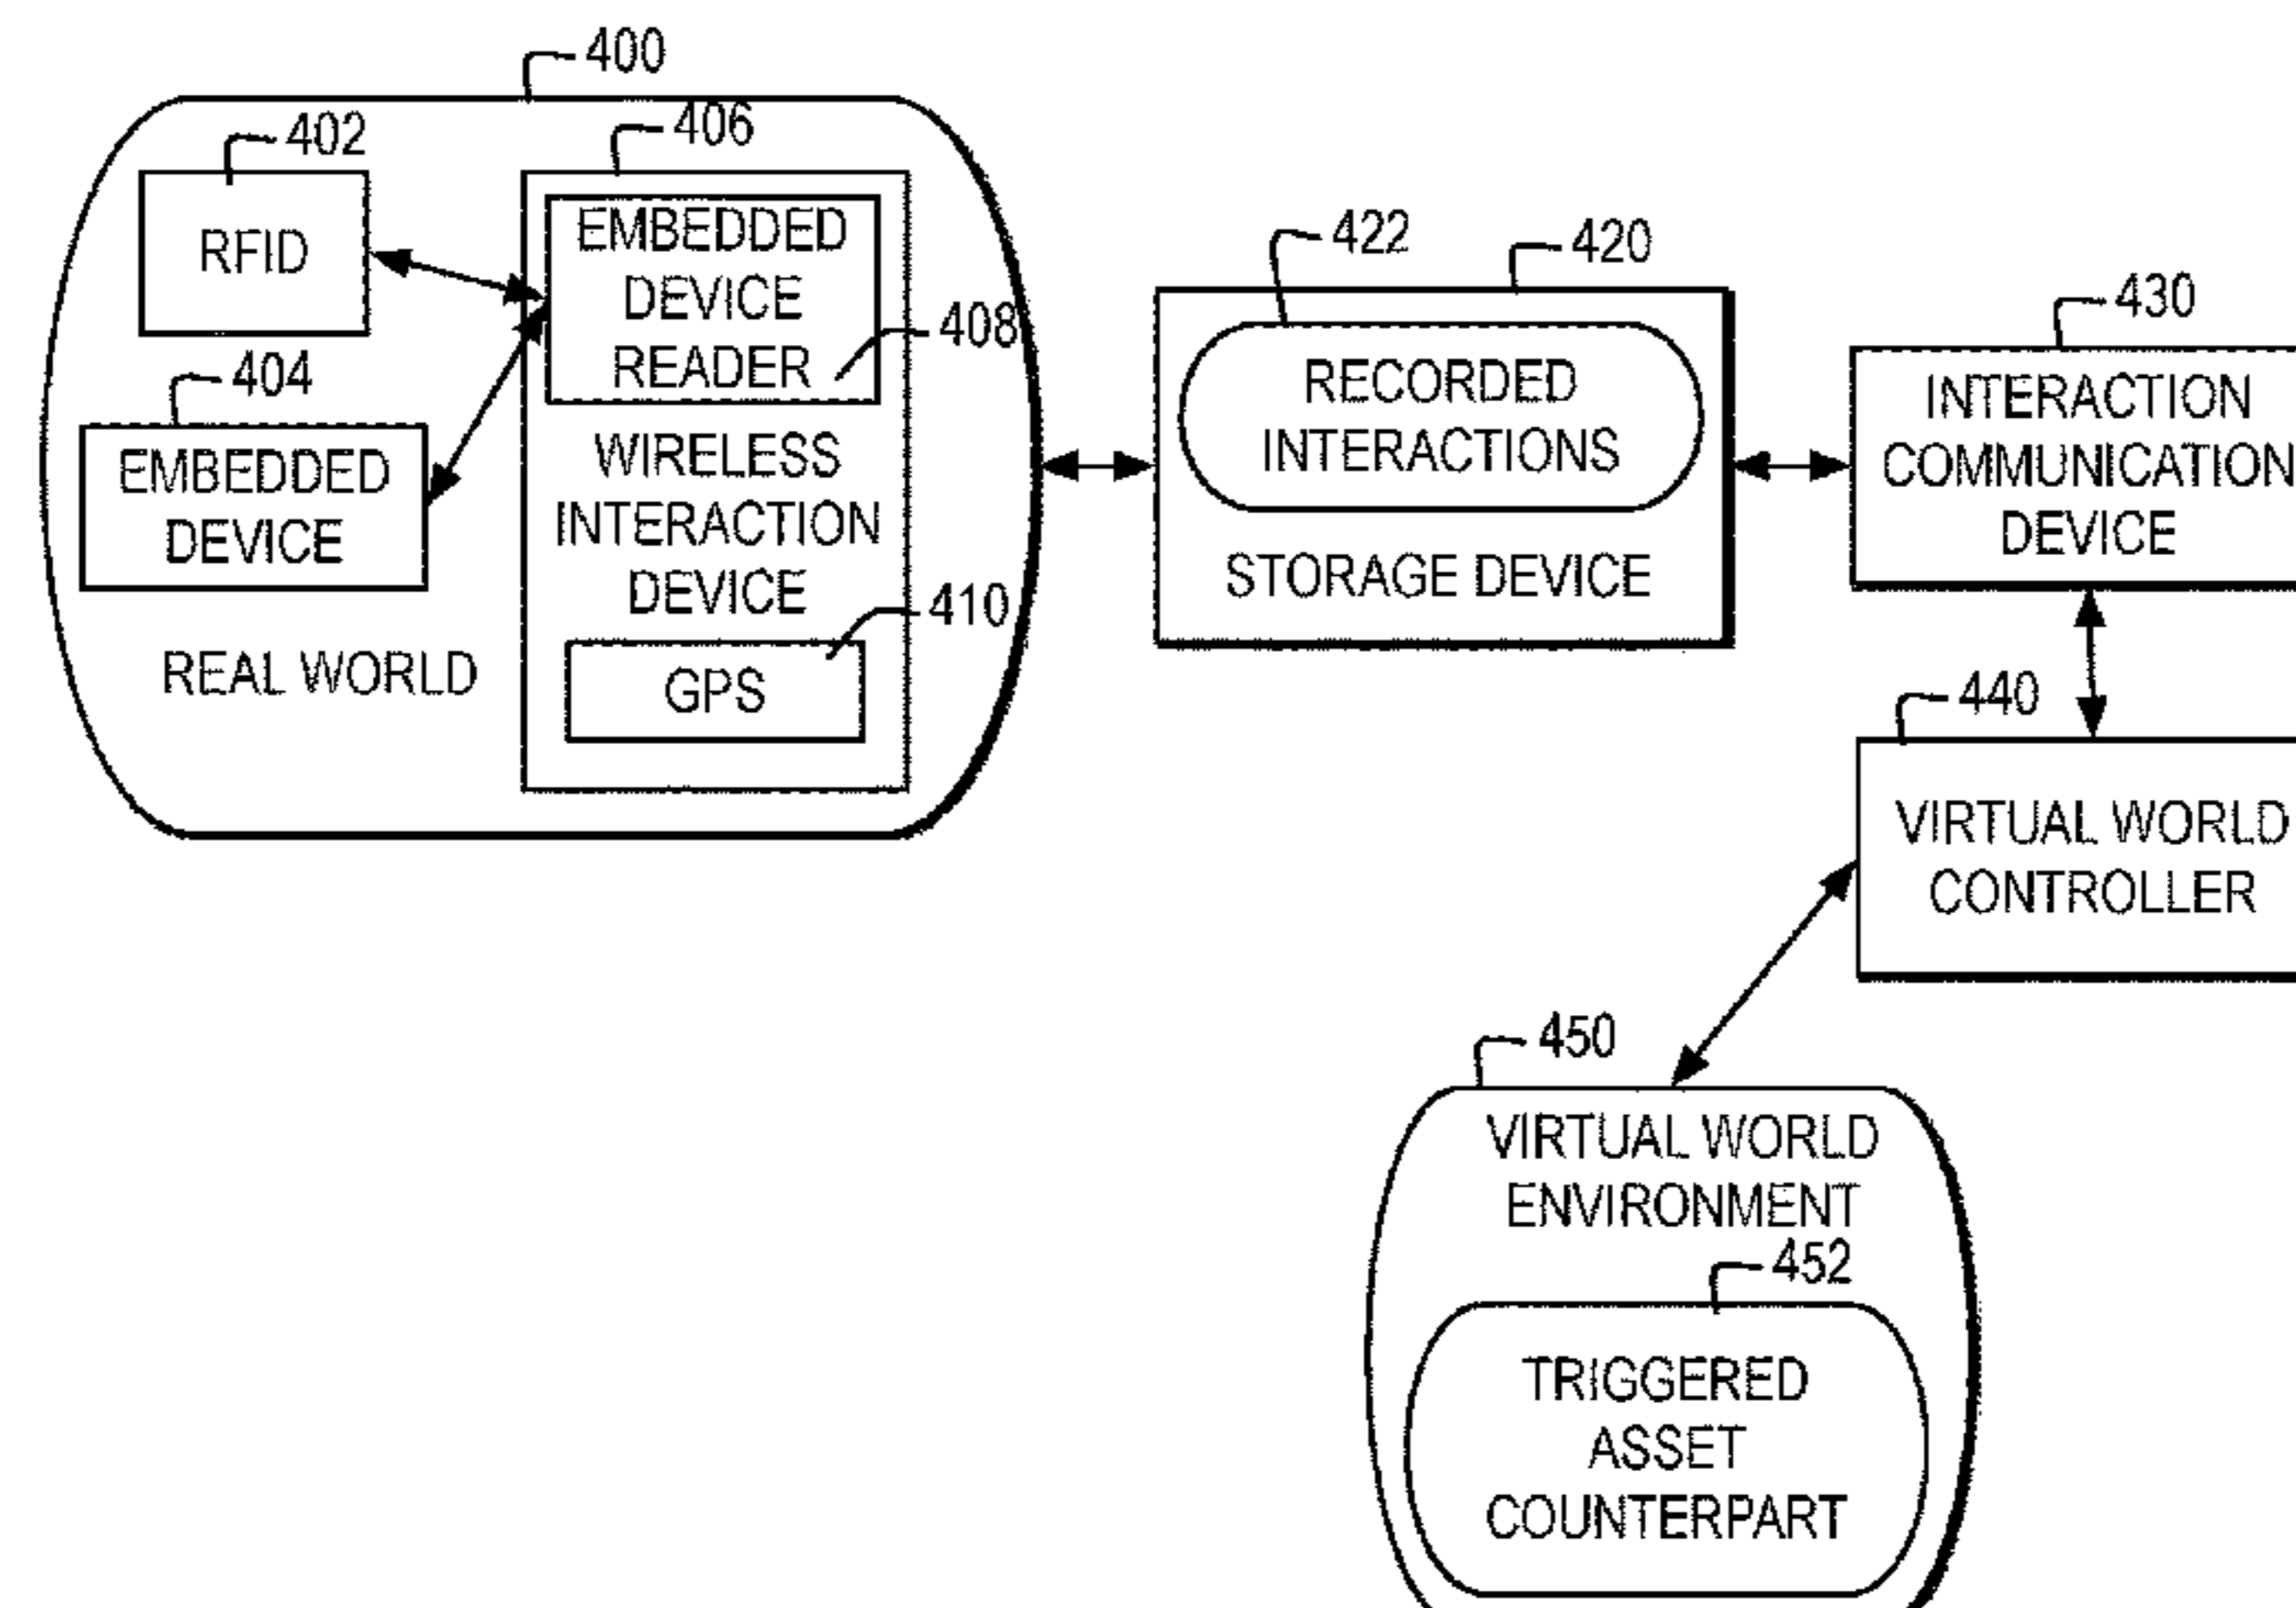 400
402
RFID
404
EMBEDDED
DEVICE
REAL WORLD
406
EMBEDDED
DEVICE
READER
408
WIRELESS
INTERACTION
DEVICE
410
GPS
422
420
RECORDED
INTERACTIONS
STORAGE DEVICE
430
INTERACTION
COMMUNICATION
DEVICE
440
VIRTUAL WORLD
CONTROLLER
450
VIRTUAL WORLD
ENVIRONMENT
452
TRIGGERED
ASSET
COUNTERPART